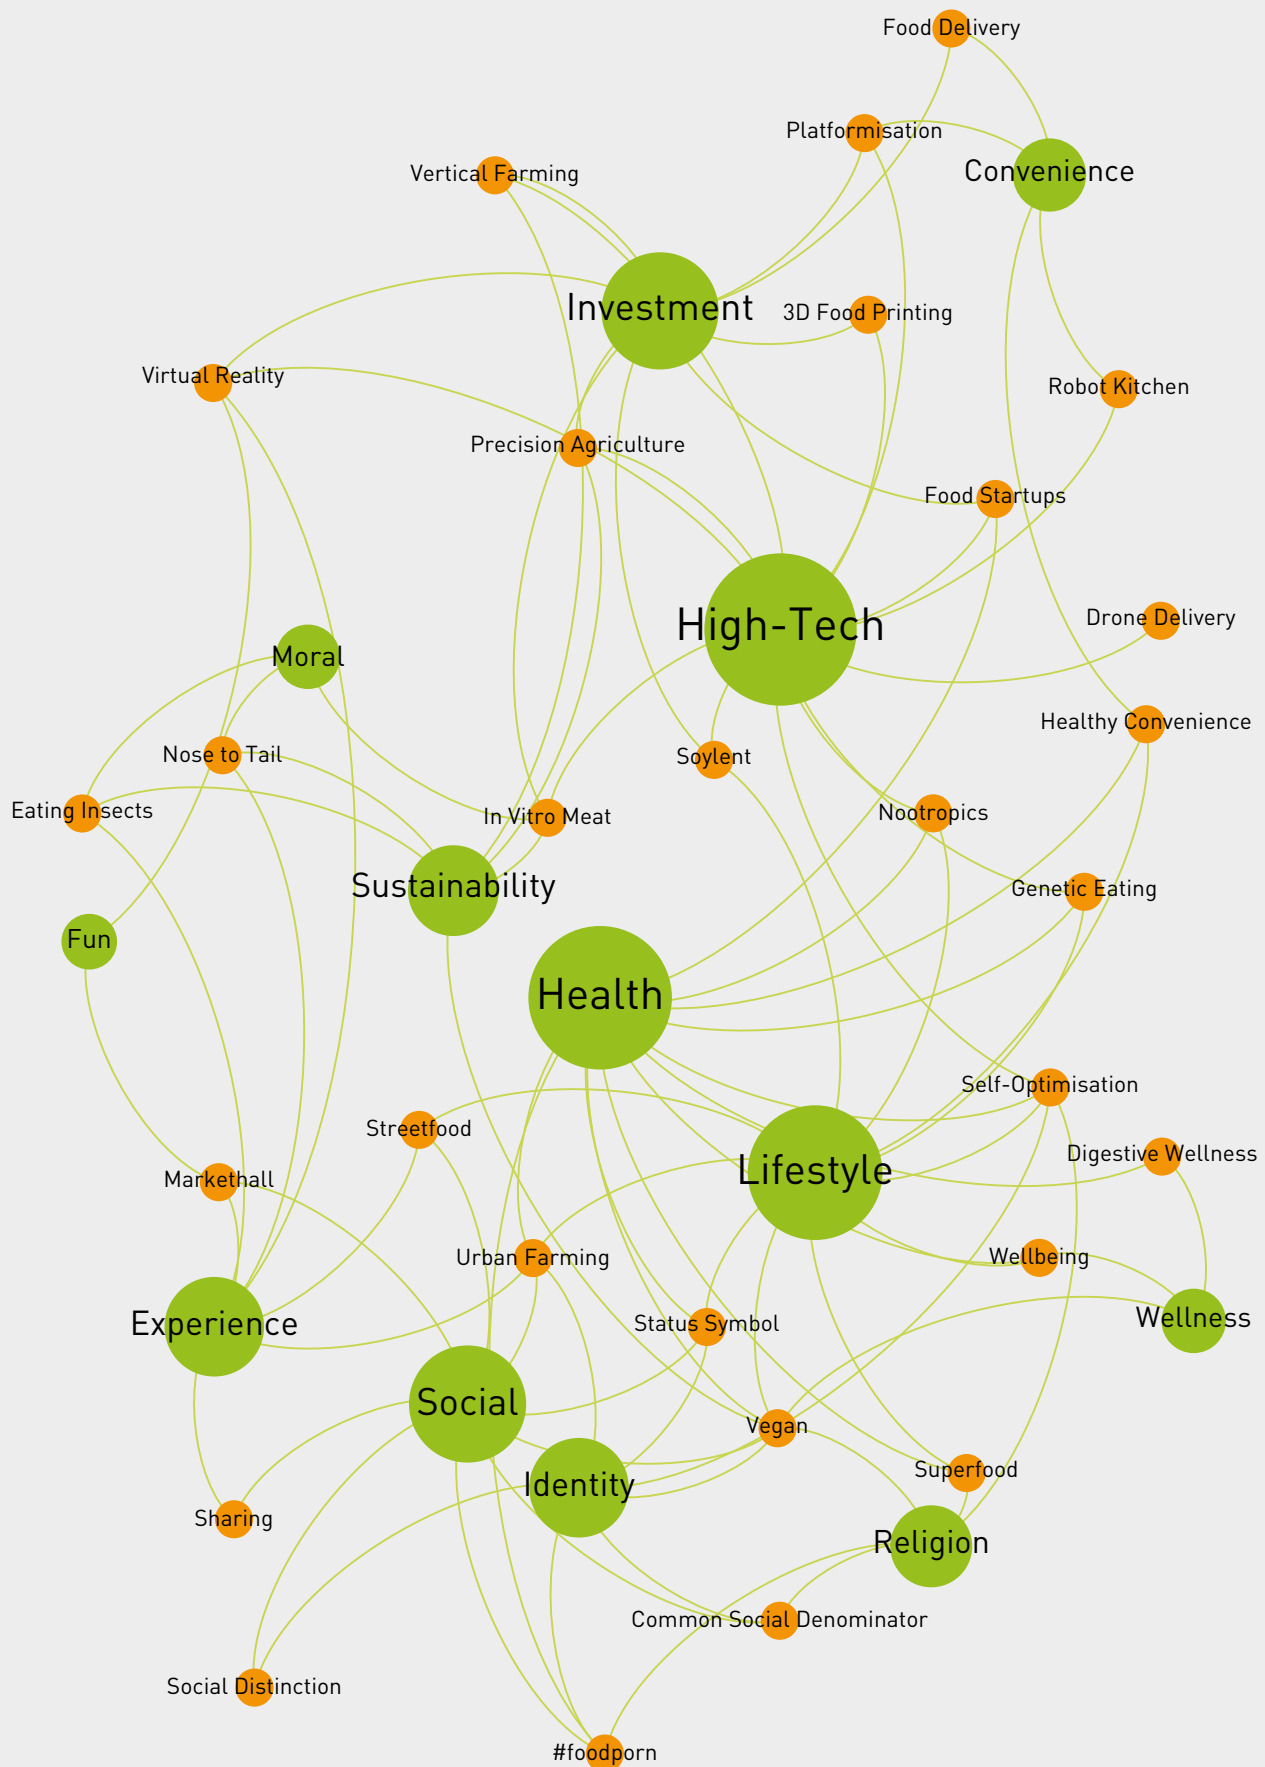 Food Delivery
Platformisation
Convenience
Vertical Farming
Investment
3D Food Printing
Virtual Reality
Robot Kitchen
Precision Agriculture
Food Startups
High-Tech
Drone Delivery
Moral
Healthy Convenience
Nose to Tail
Soylent
Eating Insects
In Vitro Meat
Nootropics
Sustainability
Genetic Eating
Fun
Health
Self-Optimisation
Streetfood
Digestive Wellness
Lifestyle
Markethall
Urban Farming
Wellbeing
Experience
Status Symbol
Wellness
Social
Vegan
Superfood
Identity
Sharing
Religion
Common Social Denominator
Social Distinction
#foodporn